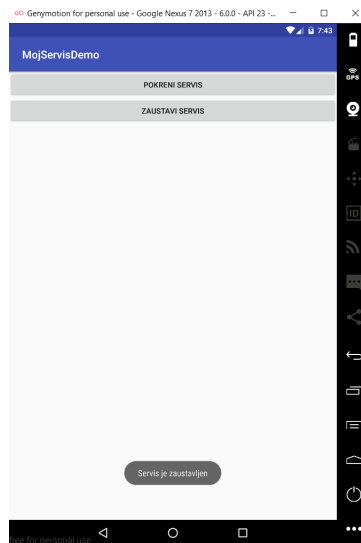 Genymotion for personal use - Google Nexus 7 2013 - 6.0.0 - API 23 -...
7:43
MojServisDemo
GPS
POKRENI SERVIS
ZAUSTAVI SERVIS
ID
Servis je zaustavljen
free for personal use